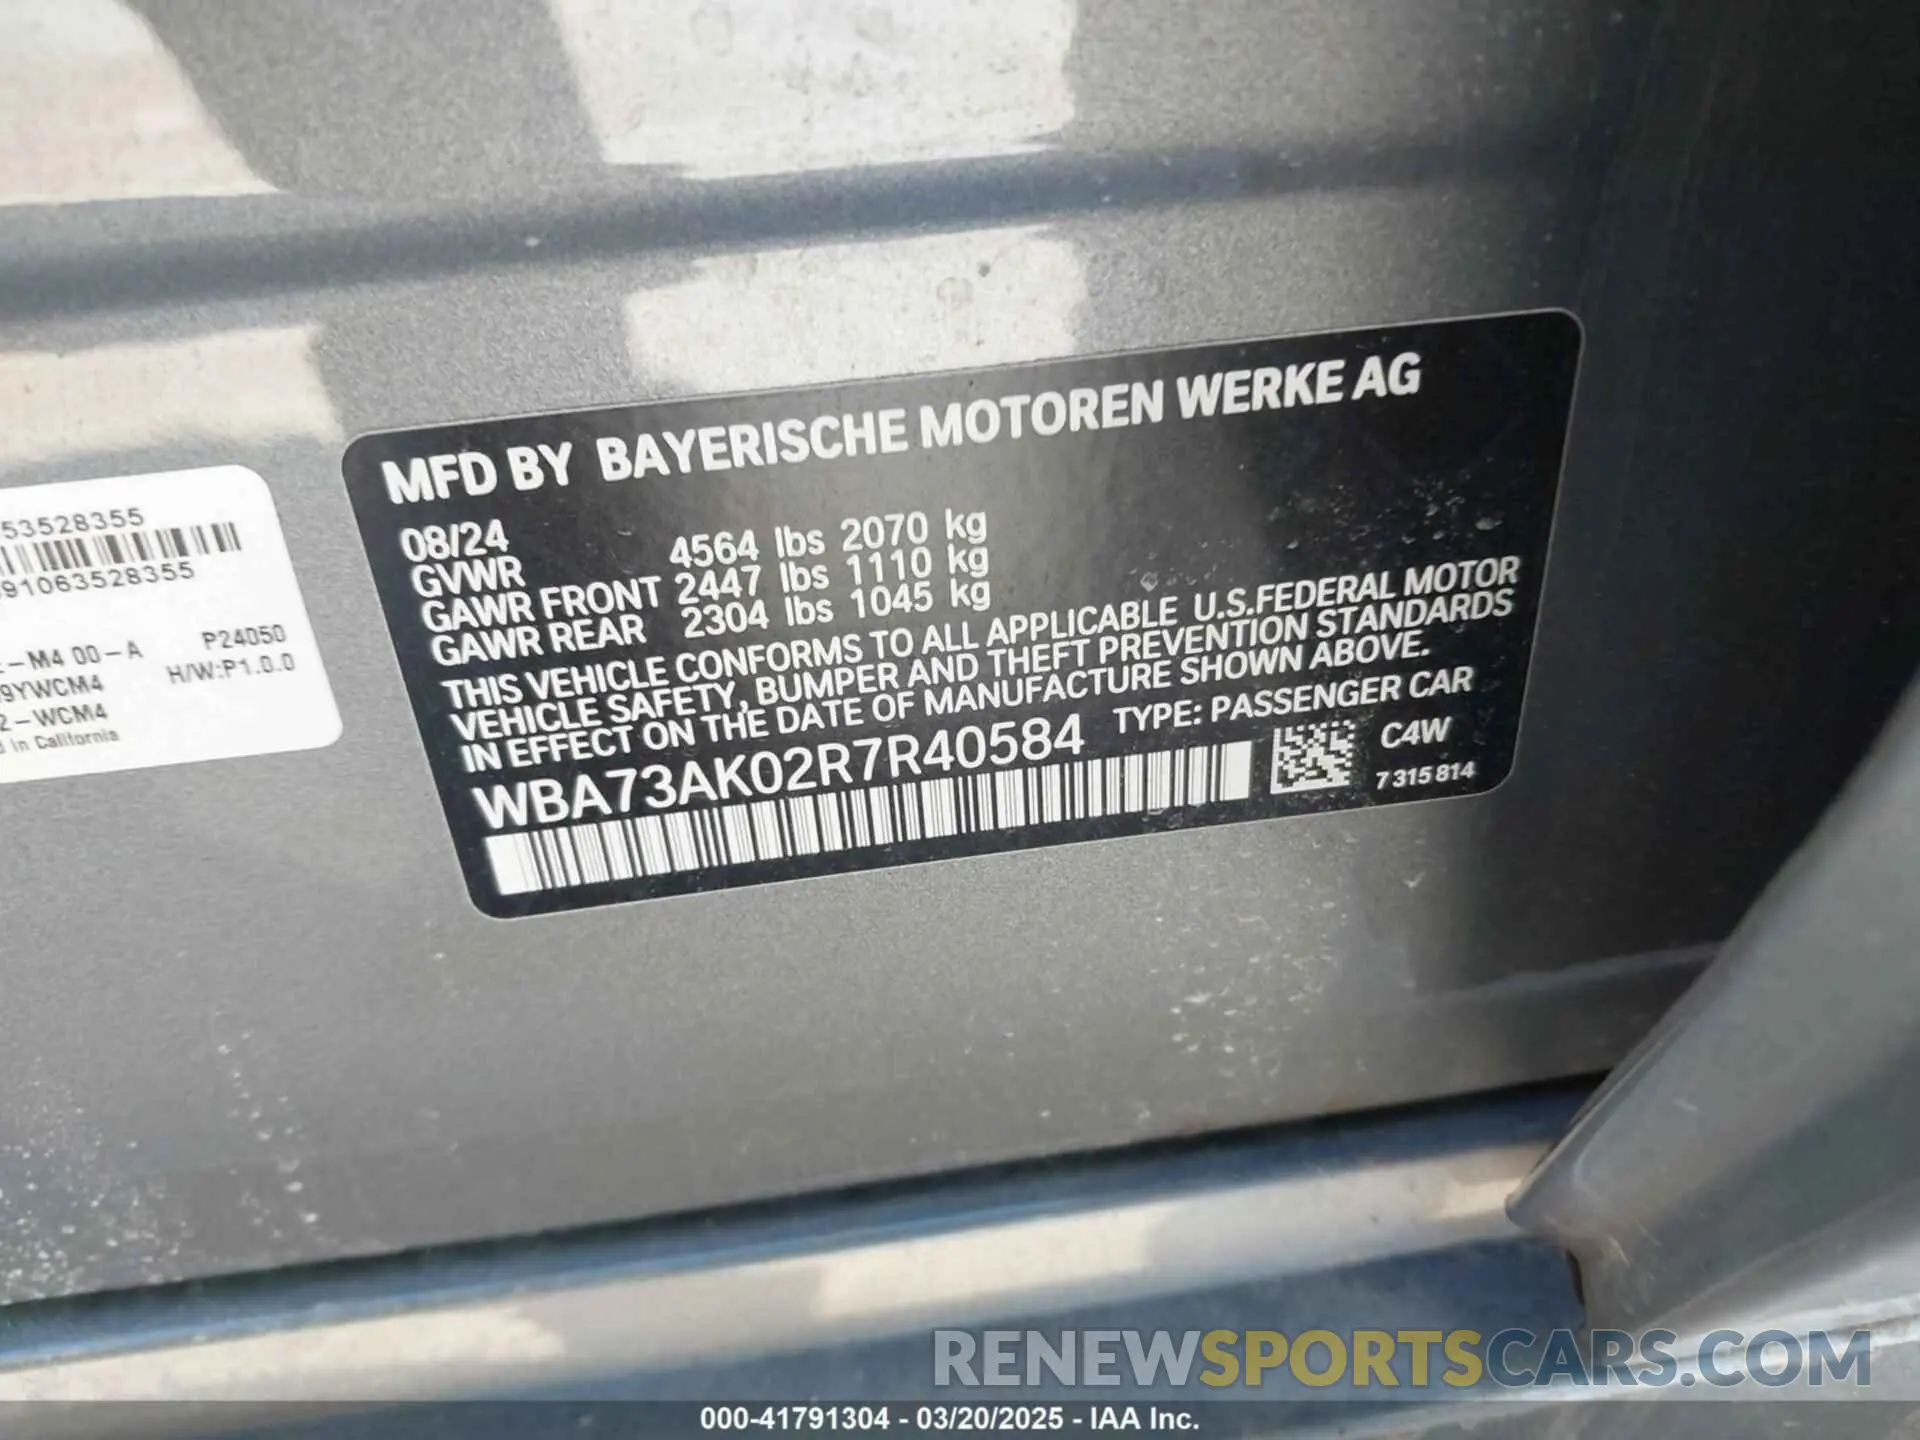 MFD BY BAYERISCHE MOTOREN WERKE AG
08/24
GVWR 4564 lbs 2070 kg
GAWR FRONT 2447 lbs 1110 kg
GAWR REAR 2304 lbs 1045 kg
THIS VEHICLE CONFORMS TO ALL APPLICABLE U.S.FEDERAL MOTOR
VEHICLE SAFETY, BUMPER AND THEFT PREVENTION STANDARDS
IN EFFECT ON THE DATE OF MANUFACTURE SHOWN ABOVE.
WBA73AK02R7R40584 TYPE: PASSENGER CAR
C4W
7 315 814
53528355
91063528355
-M4 00-A P24050
9YWCM4 H/W:P1.0.0
2-WCM4
in California
RENEWSPORTSCARS.COM
000-41791304 - 03/20/2025 - IAA Inc.